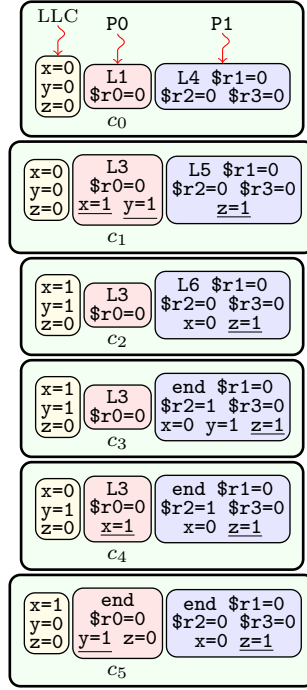 LLC P0 P1
x=0
y=0
z=0
L1
$r0=0
L4 $r1=0
$r2=0 $r3=0
c0
x=0
y=0
z=0
L3
$r0=0
x=1 y=1
L5 $r1=0
$r2=0 $r3=0
z=1
c1
x=1
y=1
z=0
L3
$r0=0
L6 $r1=0
$r2=0 $r3=0
x=0 z=1
c2
x=1
y=1
z=0
L3
$r0=0
end $r1=0
$r2=1 $r3=0
x=0 y=1 z=1
c3
x=0
y=1
z=0
L3
$r0=0
x=1
end $r1=0
$r2=1 $r3=0
x=0 z=1
c4
x=1
y=0
z=0
end
$r0=0
y=1 z=0
end $r1=0
$r2=0 $r3=0
x=0 z=1
c5